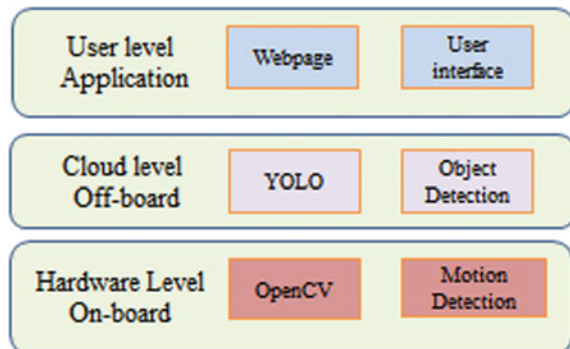 User level
Application
Webpage
User
interface
Cloud level
Off-board
YOLO
Object
Detection
Hardware Level
On-board
OpenCV
Motion
Detection